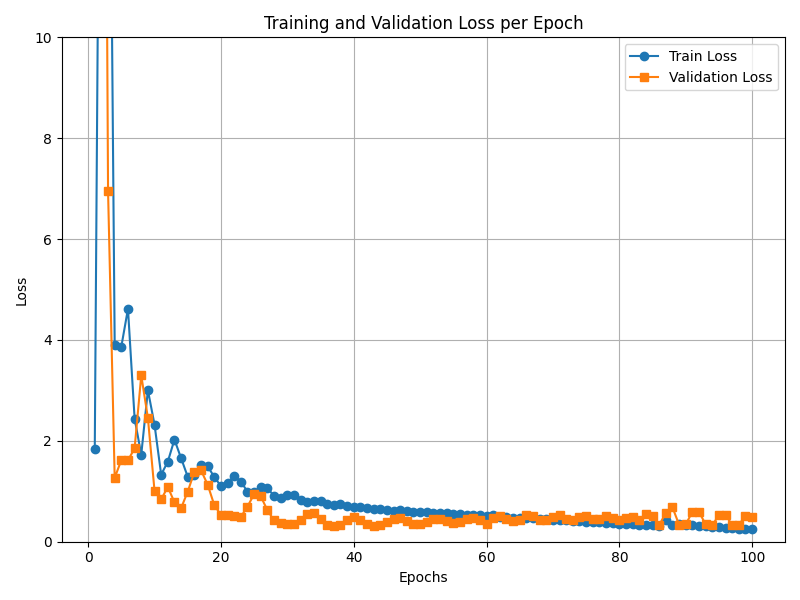 Training and Validation Loss per Epoch
10
8
6
4
2
0
Loss
Train Loss
Validation Loss
0 20 40 60 80 100
Epochs